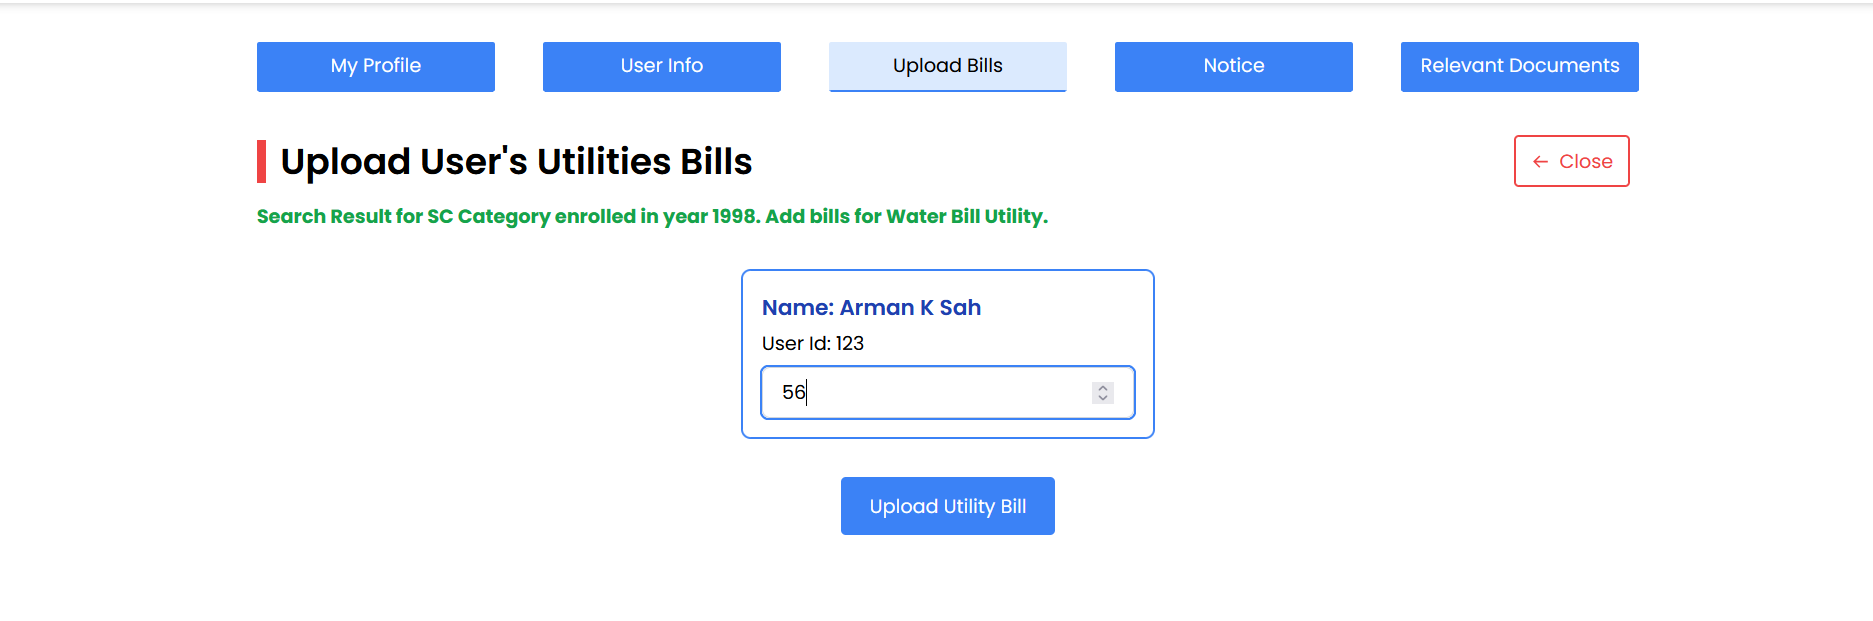 My Profile
User Info
Upload Bills
Notice
Relevant Documents
Upload User's Utilities Bills
← Close
Search Result for SC Category enrolled in year 1998. Add bills for Water Bill Utility.
Name: Arman K Sah
User Id: 123
56
Upload Utility Bill